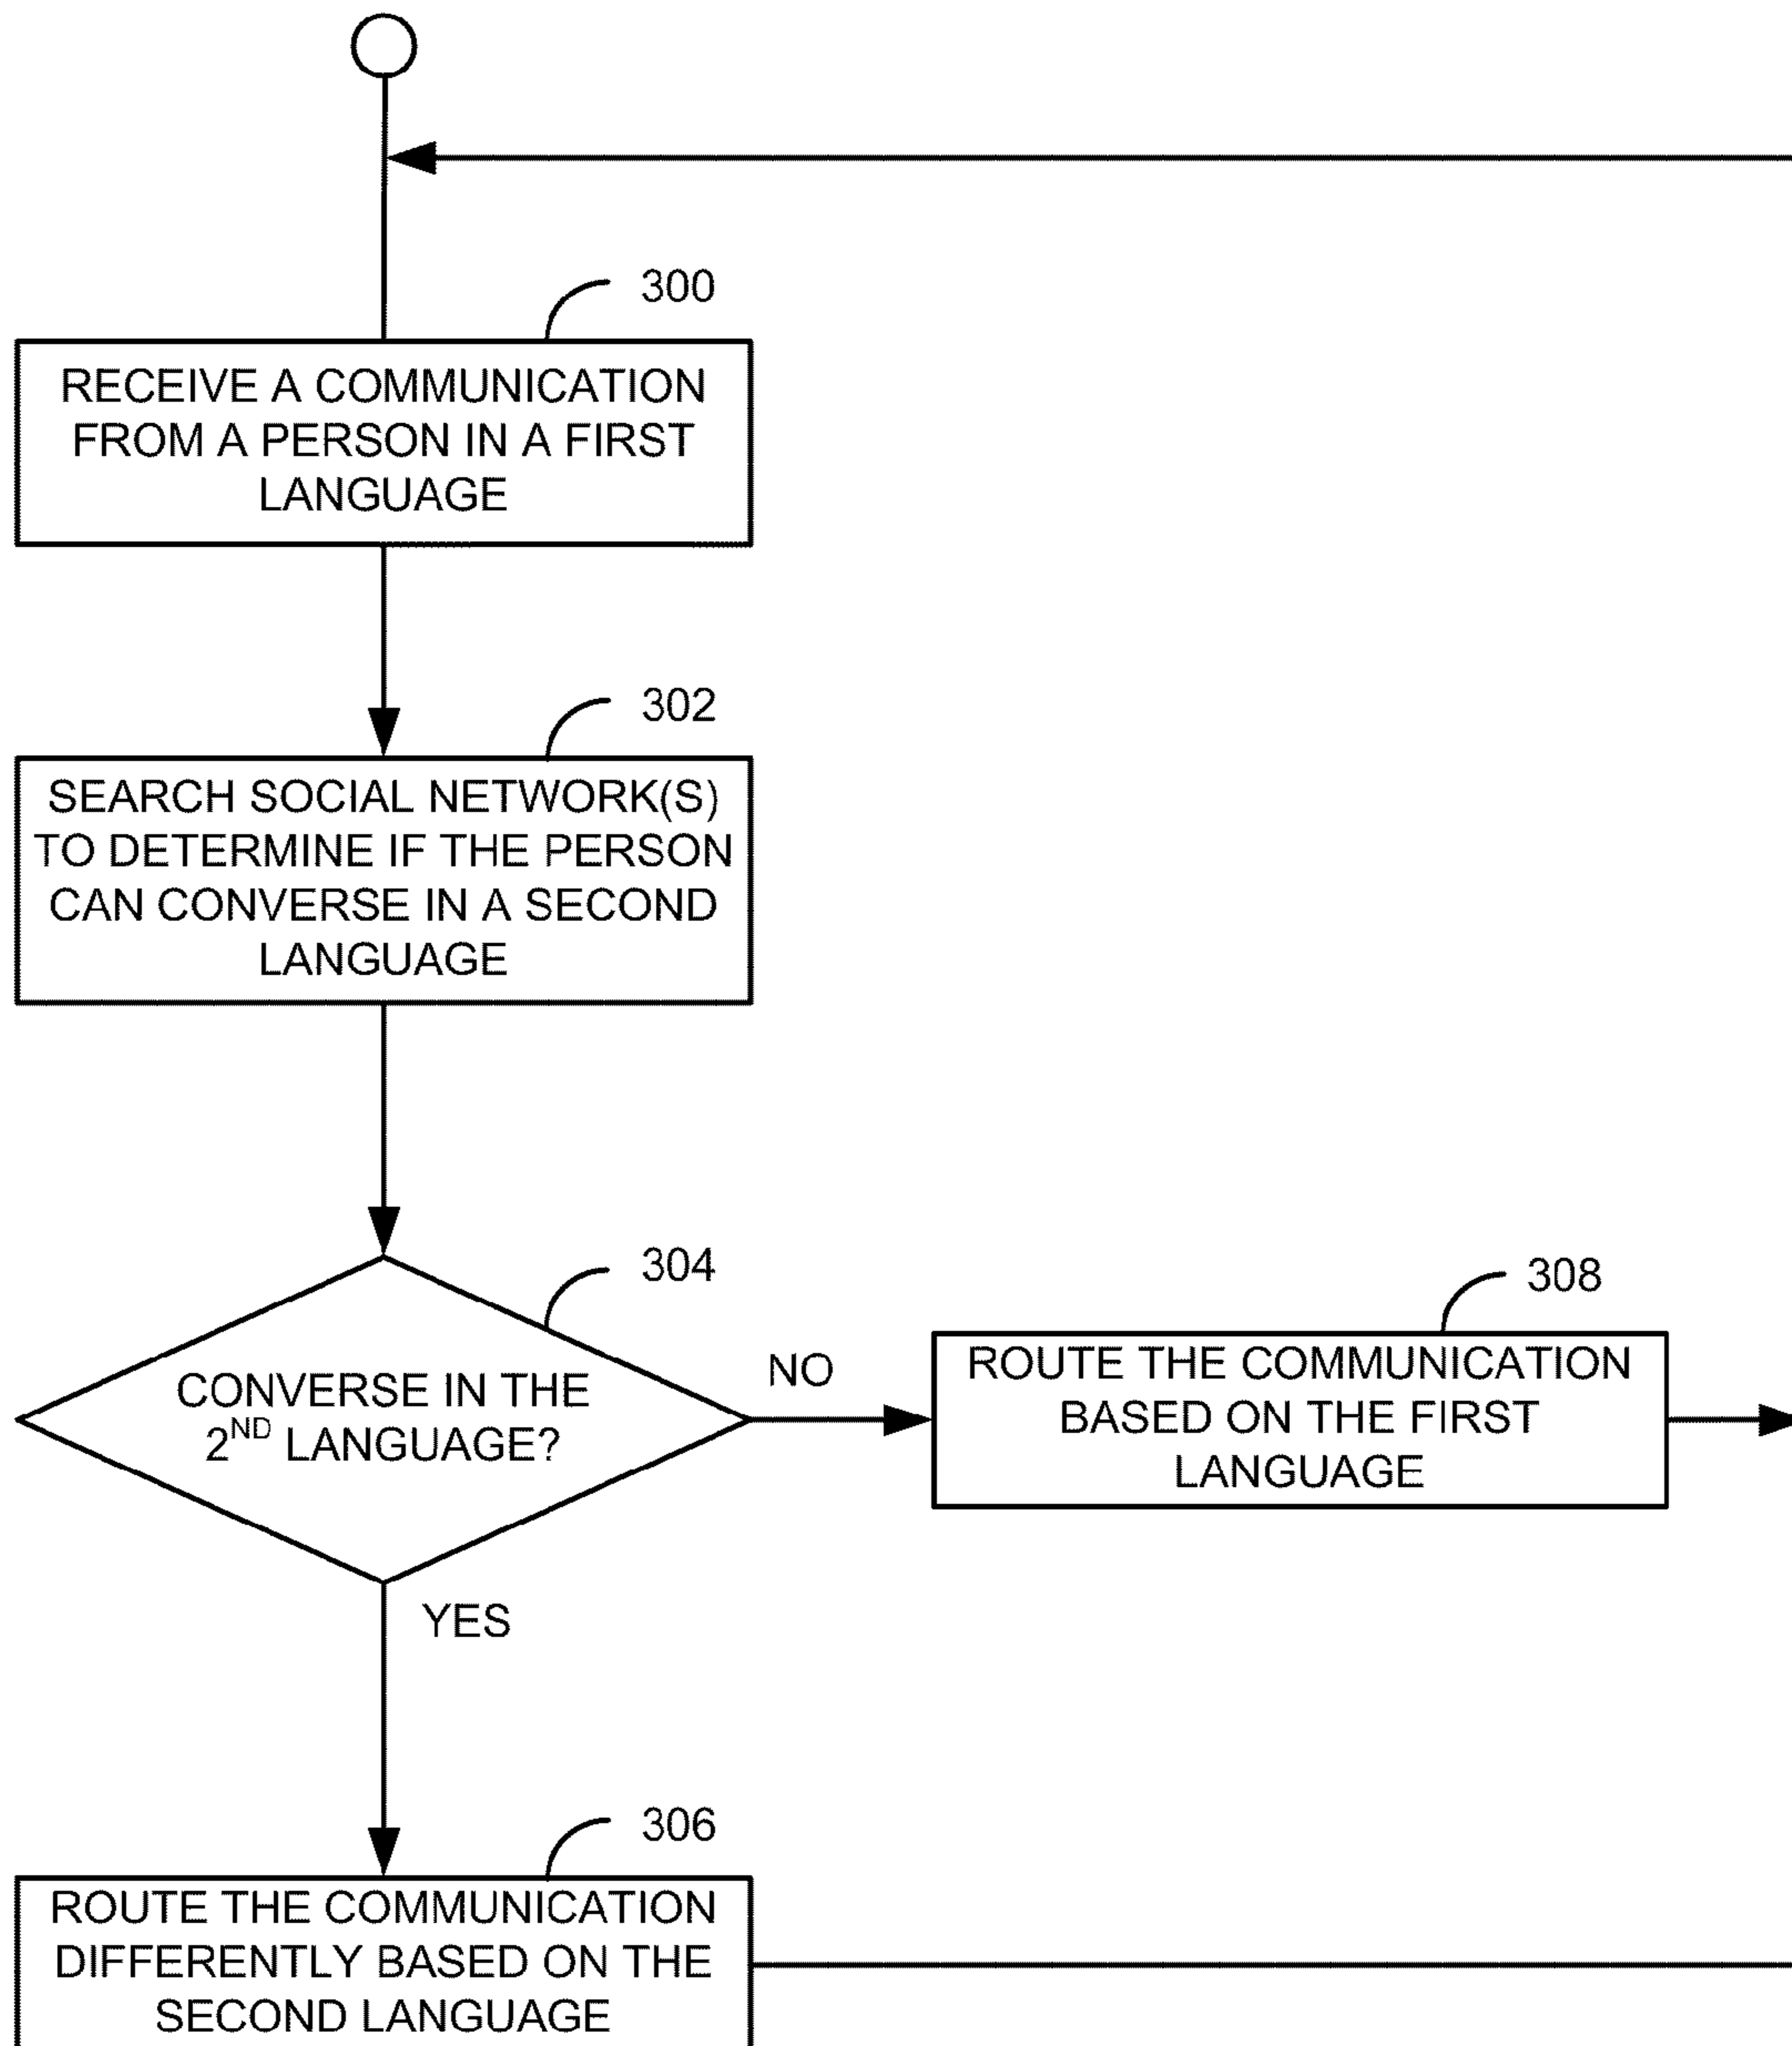 300
RECEIVE A COMMUNICATION
FROM A PERSON IN A FIRST
LANGUAGE
302
SEARCH SOCIAL NETWORK(S)
TO DETERMINE IF THE PERSON
CAN CONVERSE IN A SECOND
LANGUAGE
304
CONVERSE IN THE
2ND LANGUAGE?
NO
308
ROUTE THE COMMUNICATION
BASED ON THE FIRST
LANGUAGE
YES
306
ROUTE THE COMMUNICATION
DIFFERENTLY BASED ON THE
SECOND LANGUAGE